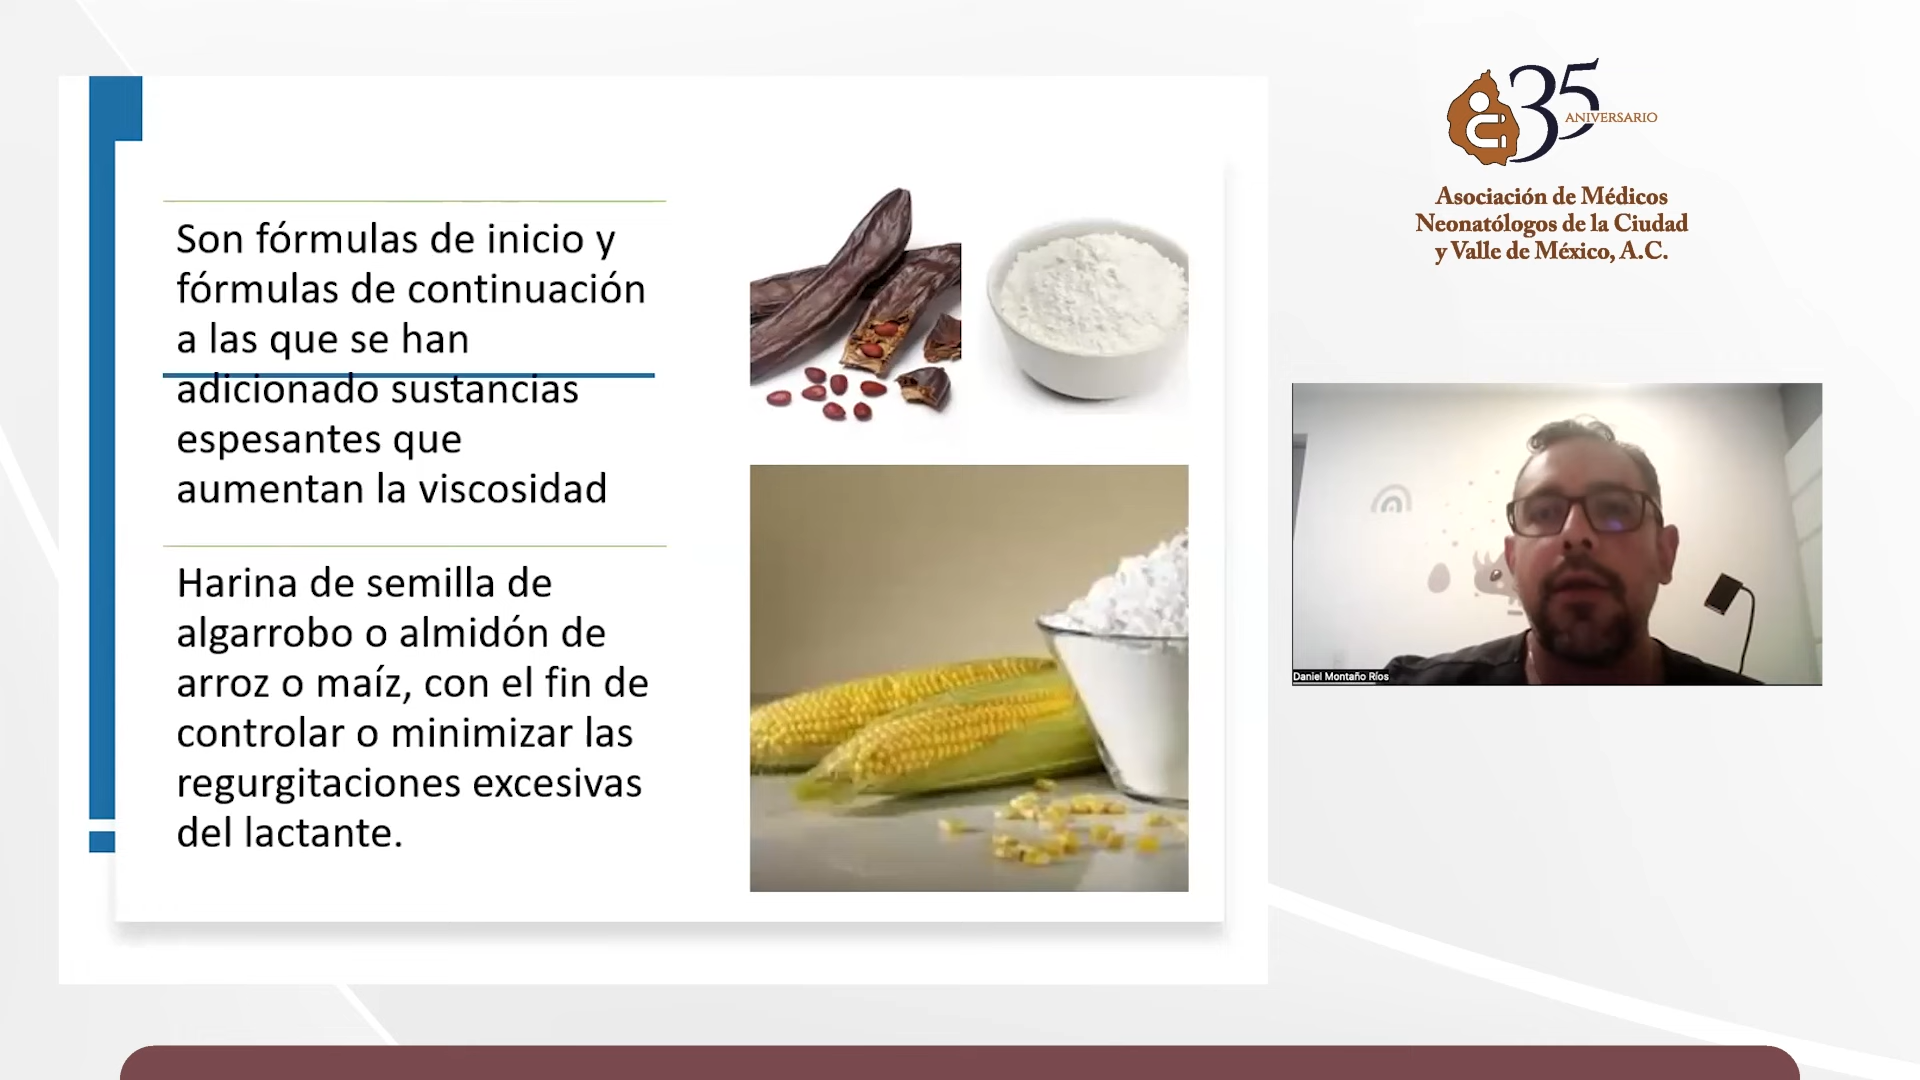 Son fórmulas de inicio y
fórmulas de continuación
a las que se han
adicionado sustancias
espesantes que
aumentan la viscosidad
Harina de semilla de
algarrobo o almidón de
arroz o maíz, con el fin de
controlar o minimizar las
regurgitaciones excesivas
del lactante.
35
ANIVERSARIO
Asociación de Médicos
Neonatólogos de la Ciudad
y Valle de México, A.C.
Daniel Montaño Ríos